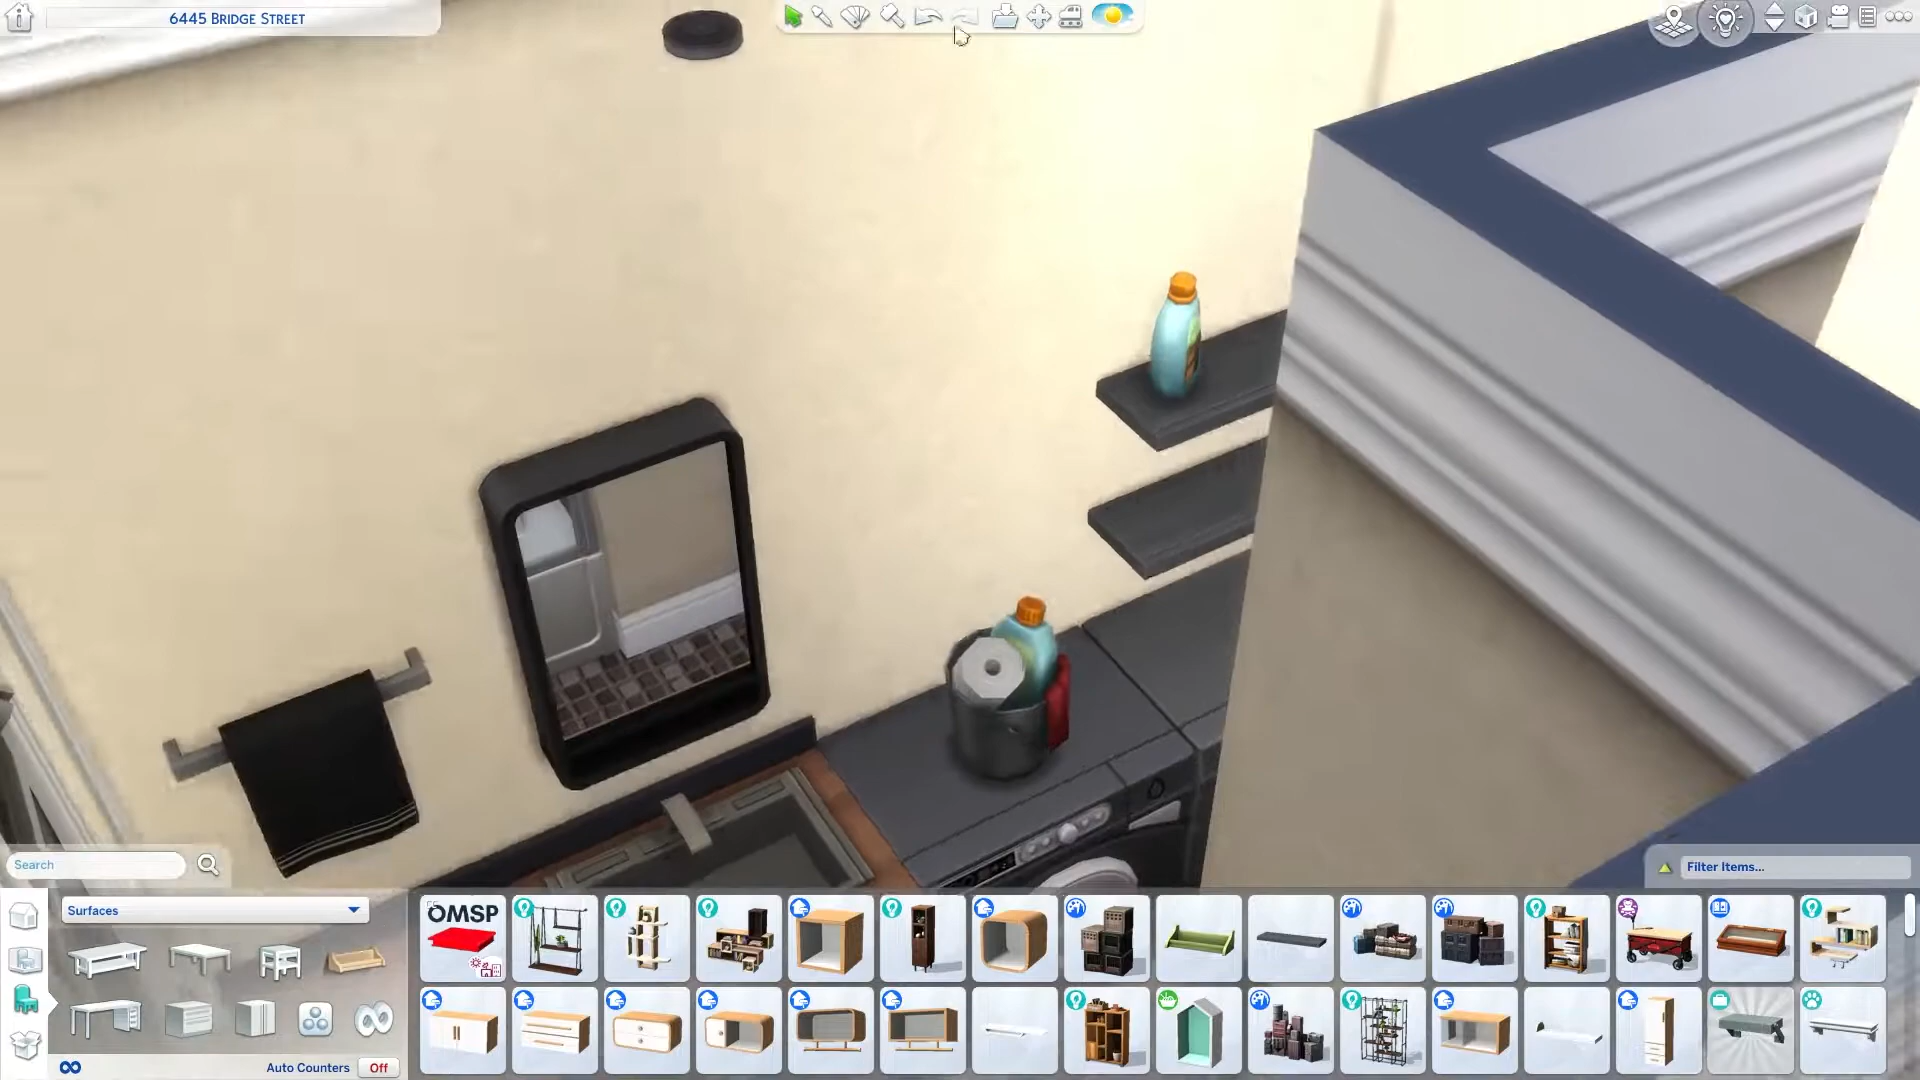 6445 BRIDGE STREET
Search
Filter Items...
Surfaces
OMSP
Auto Counters
Off